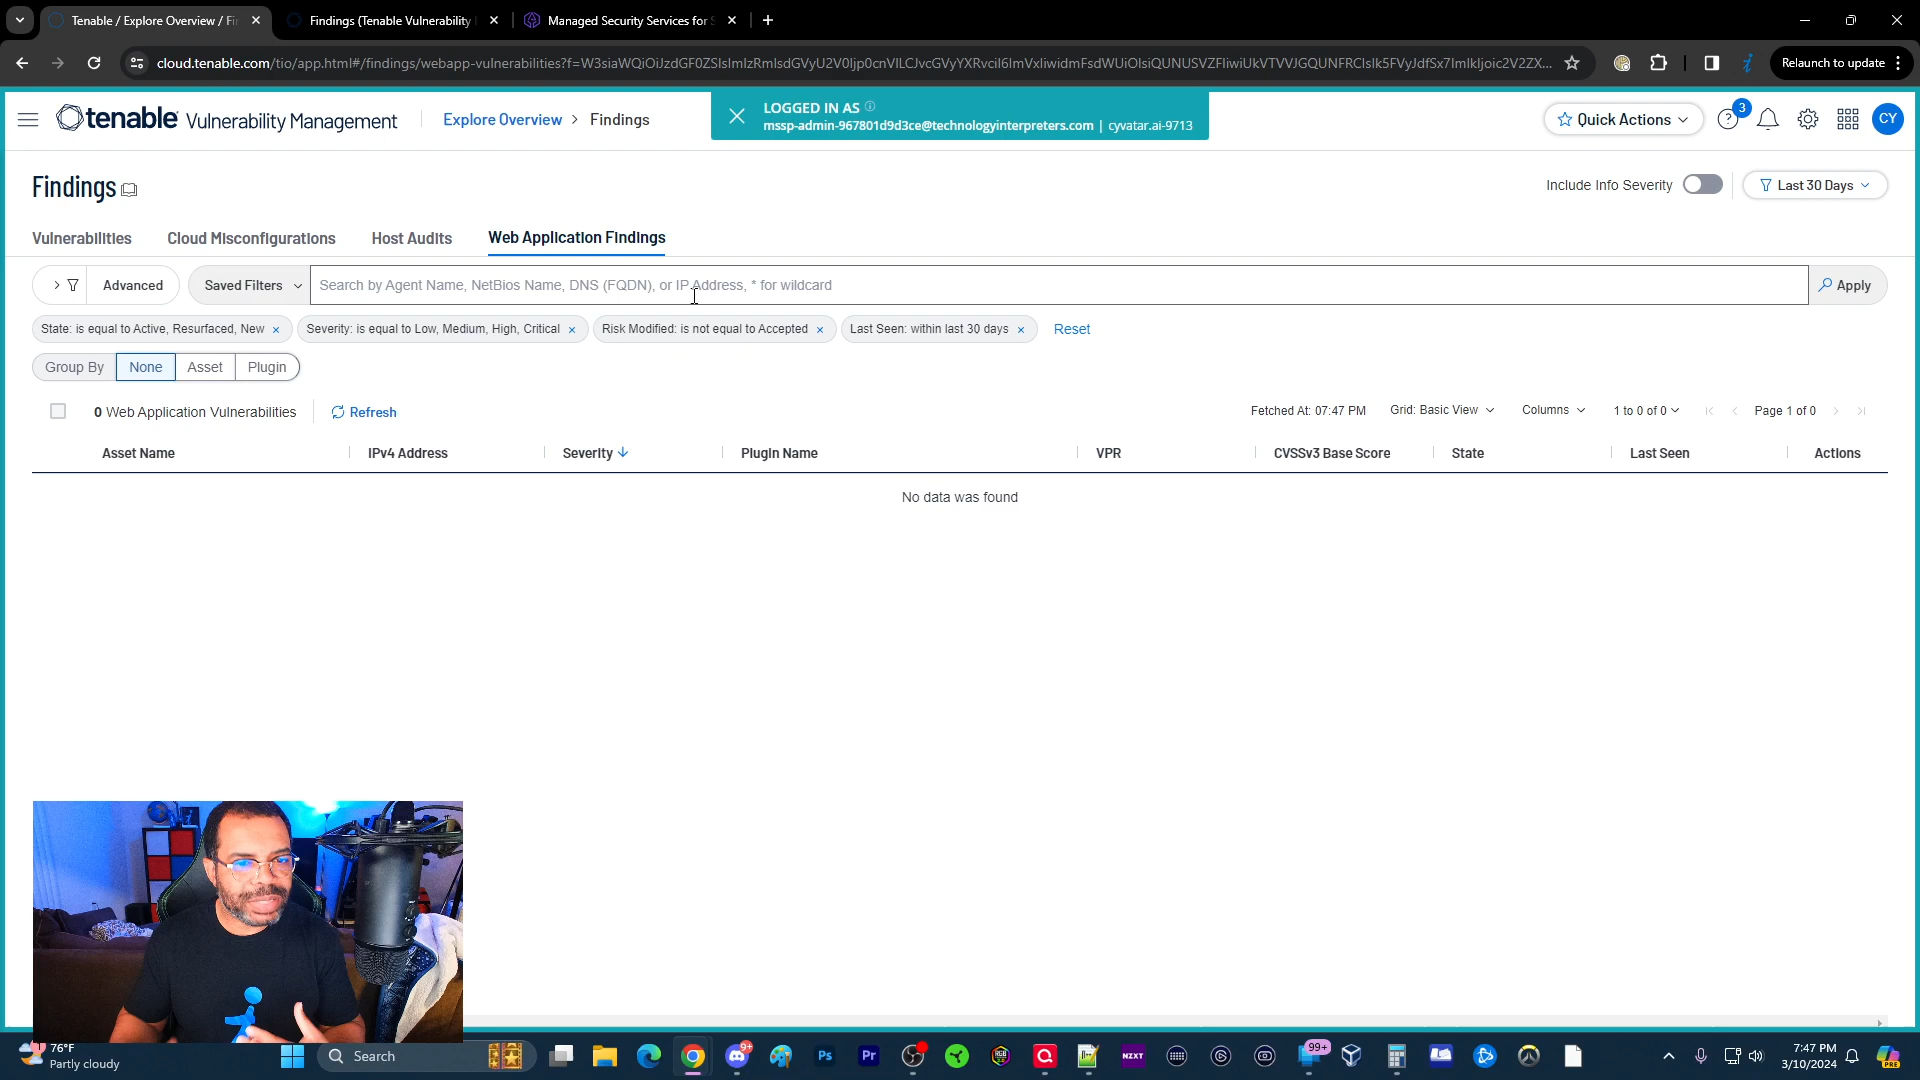 Tenable / Explore Overview / Fi
Findings (Tenable Vulnerability
Managed Security Services for S
cloud.tenable.com/tio/app.html#/findings/webapp-vulnerabilities?f=
Relaunch to update
tenable Vulnerability Management
Explore Overview > Findings
LOGGED IN AS
mssp-admin-967801d9d3ce@technologyinterpreters.com | cyvatar.ai-9713
Quick Actions
3
CY
Findings
Include Info Severity
Last 30 Days
Vulnerabilities
Cloud Misconfigurations
Host Audits
Web Application Findings
Advanced
Saved Filters
Search by Agent Name, NetBios Name, DNS (FQDN), or IP Address, * for wildcard
Apply
State: is equal to Active, Resurfaced, New ×
Severity: is equal to Low, Medium, High, Critical ×
Risk Modified: is not equal to Accepted ×
Last Seen: within last 30 days ×
Reset
Group By
None
Asset
Plugin
0 Web Application Vulnerabilities
Refresh
Fetched At: 07:47 PM
Grid: Basic View
Columns
1 to 0 of 0
Page 1 of 0
Asset Name
IPv4 Address
Severity
Plugin Name
VPR
CVSSv3 Base Score
State
Last Seen
Actions
No data was found
76°F
Partly cloudy
Search
9+
Ps
Pr
NZXT
99+
7:47 PM
3/10/2024
PRE